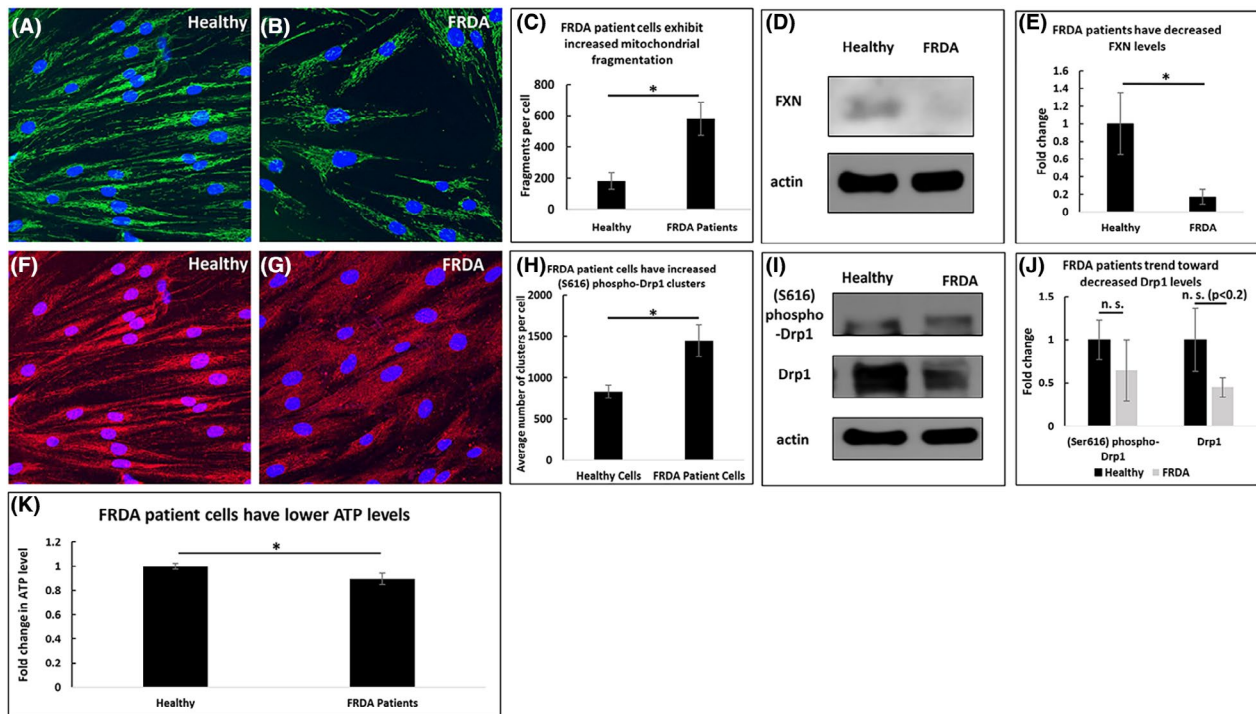 (A)
Healthy
(B)
FRDA
(C)
FRDA patient cells exhibit
increased mitochondrial
fragmentation
*
Fragments per cell
800
600
400
200
0
Healthy
FRDA Patients
(D)
Healthy
FRDA
FXN
actin
(E)
FRDA patients have decreased
FXN levels
*
Fold change
1.4
1.2
1
0.8
0.6
0.4
0.2
0
Healthy
FRDA
(F)
Healthy
(G)
FRDA
(H)
FRDA patient cells have increased
(S616) phospho-Drp1 clusters
*
Average number of clusters per cell
2000
1500
1000
500
0
Healthy Cells
FRDA Patient Cells
(I)
Healthy
FRDA
(S616)
phospho
-Drp1
Drp1
actin
(J)
FRDA patients trend toward
decreased Drp1 levels
n. s.
n. s. (p<0.2)
Fold change
1.5
1
0.5
0
(Ser616) phospho-
Drp1
Drp1
Healthy
FRDA
(K)
FRDA patient cells have lower ATP levels
*
Fold change in ATP level
1.2
1
0.8
0.6
0.4
0.2
0
Healthy
FRDA Patients